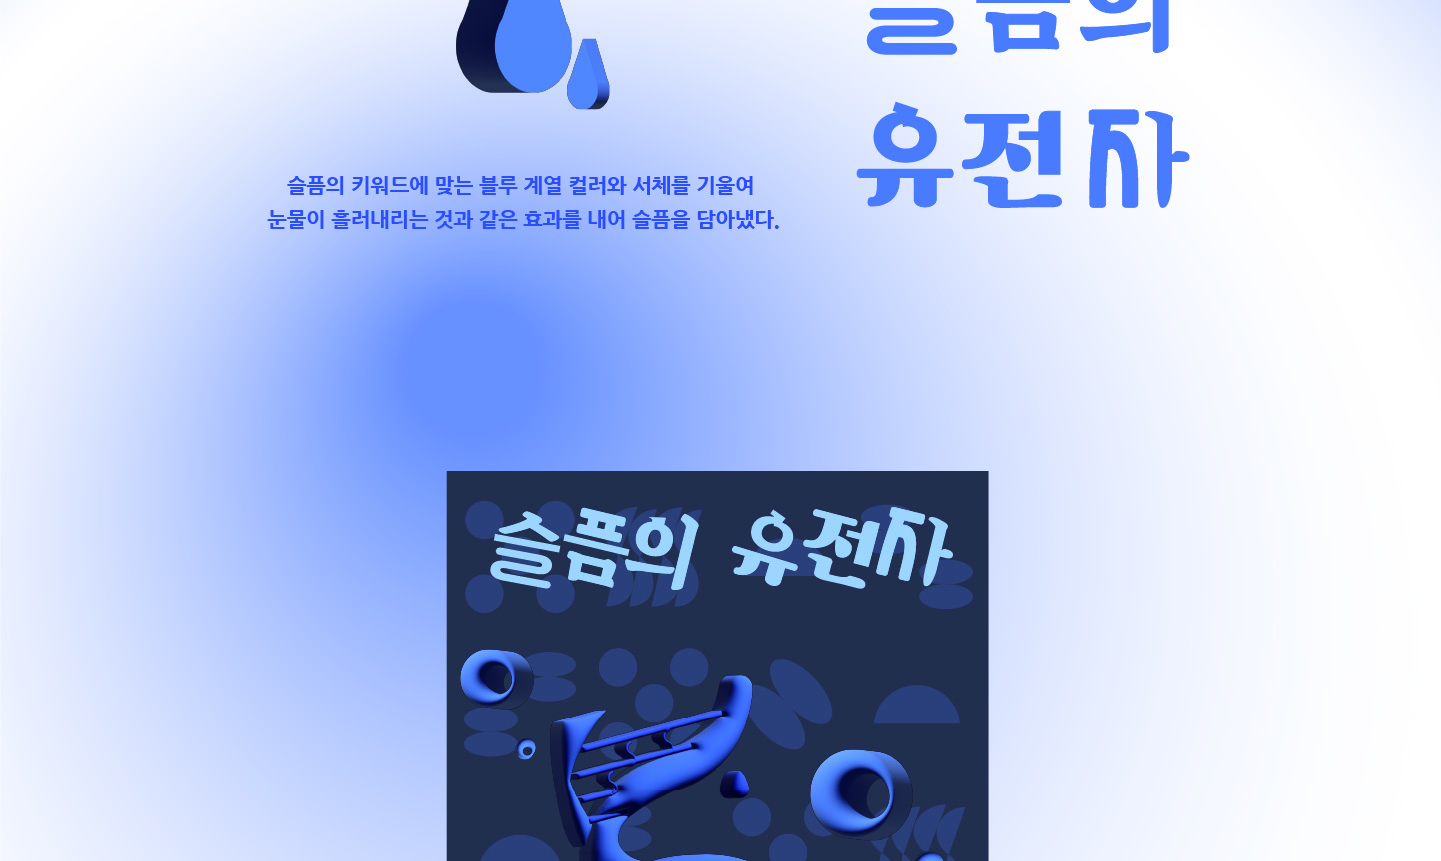 슬픔의
유전자
슬픔의 키워드에 맞는 블루 계열 컬러와 서체를 기울여
눈물이 흘러내리는 것과 같은 효과를 내어 슬픔을 담아냈다.
슬픔의 유전자